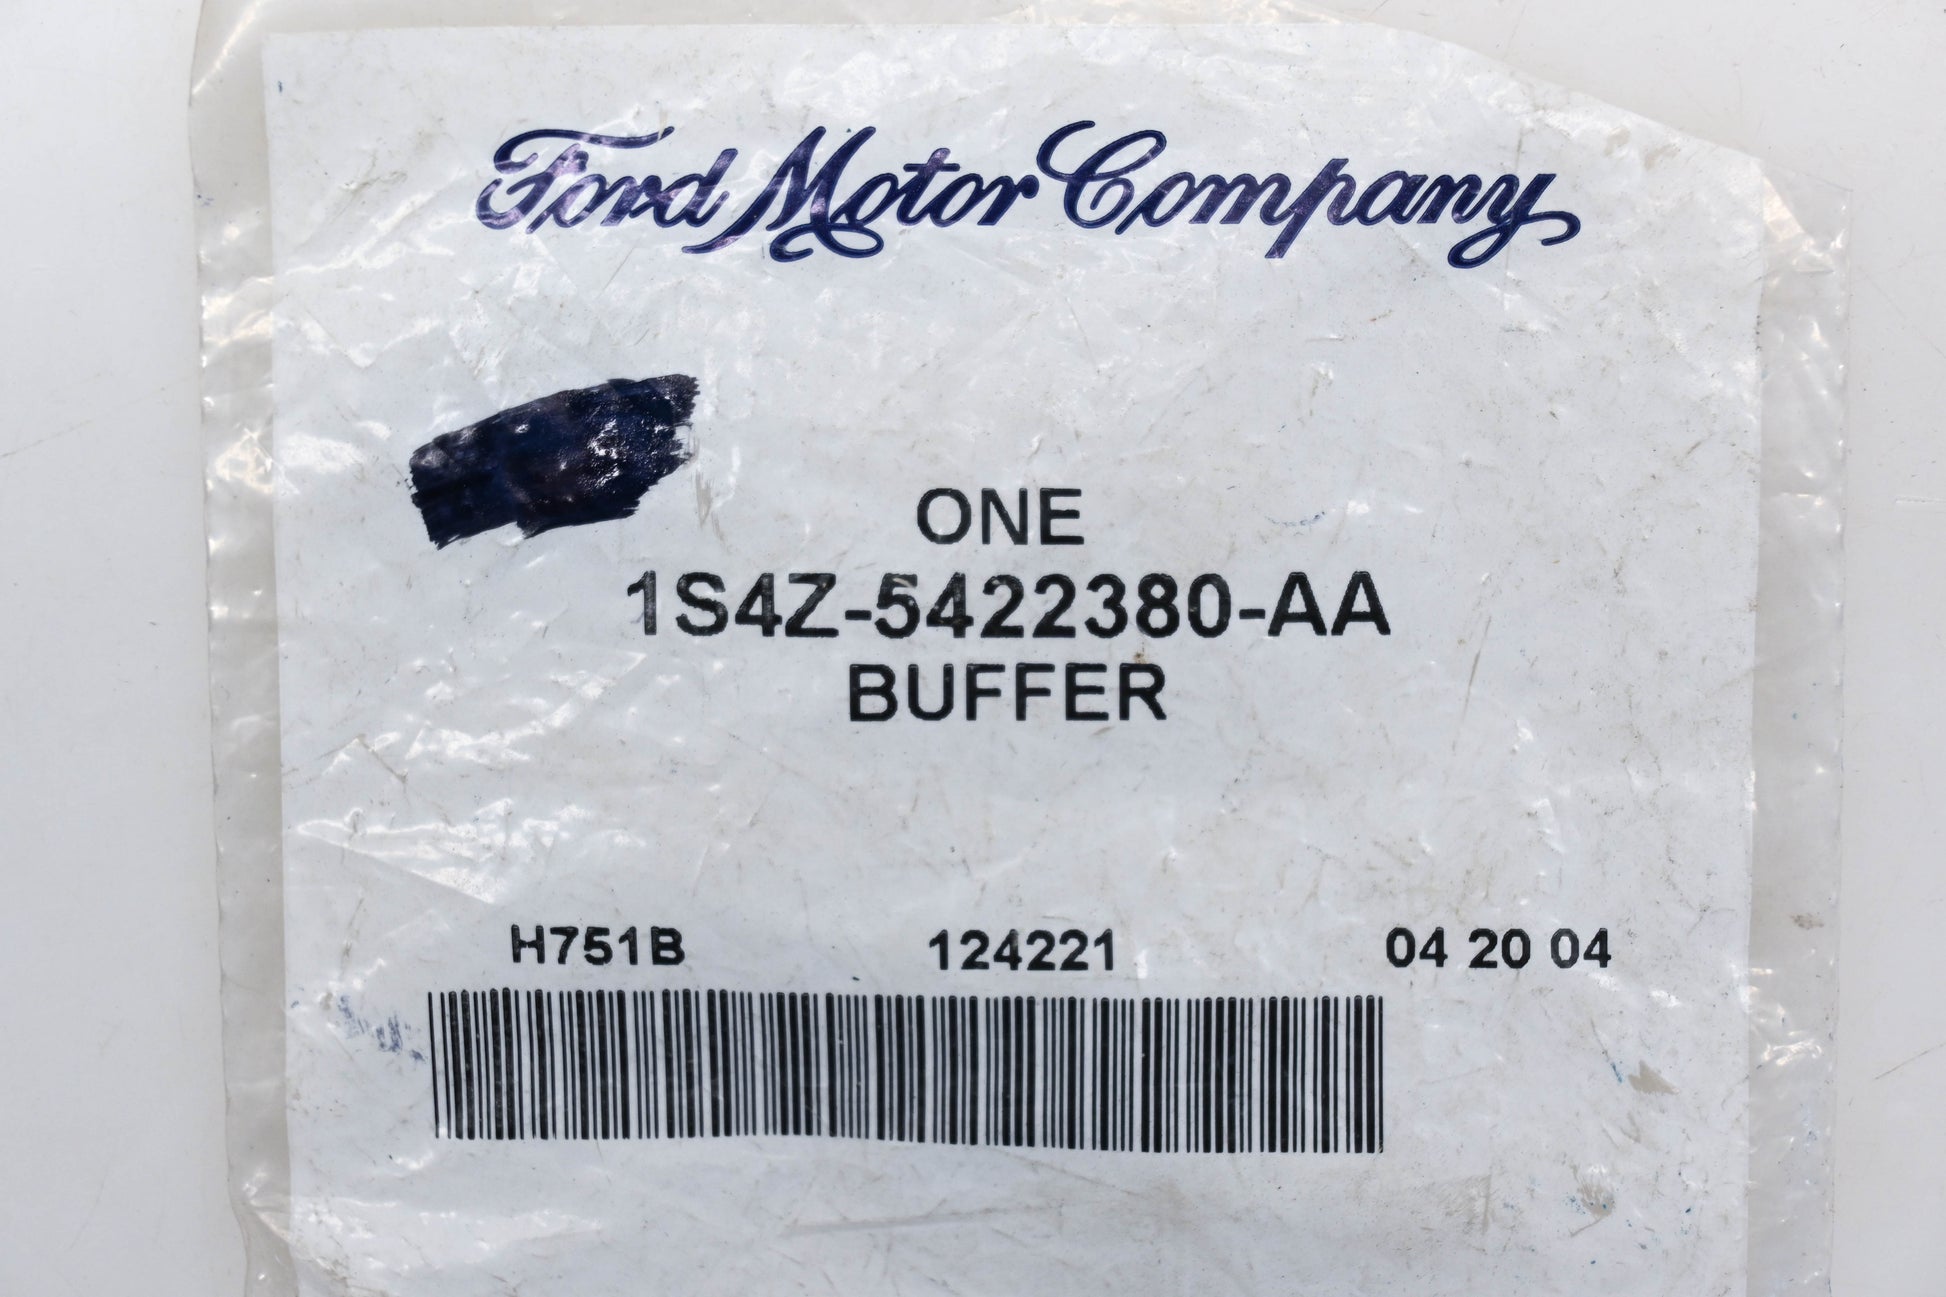 Ford Motor Company
ONE
1S4Z-5422380-AA
BUFFER
H751B 124221 04 20 04